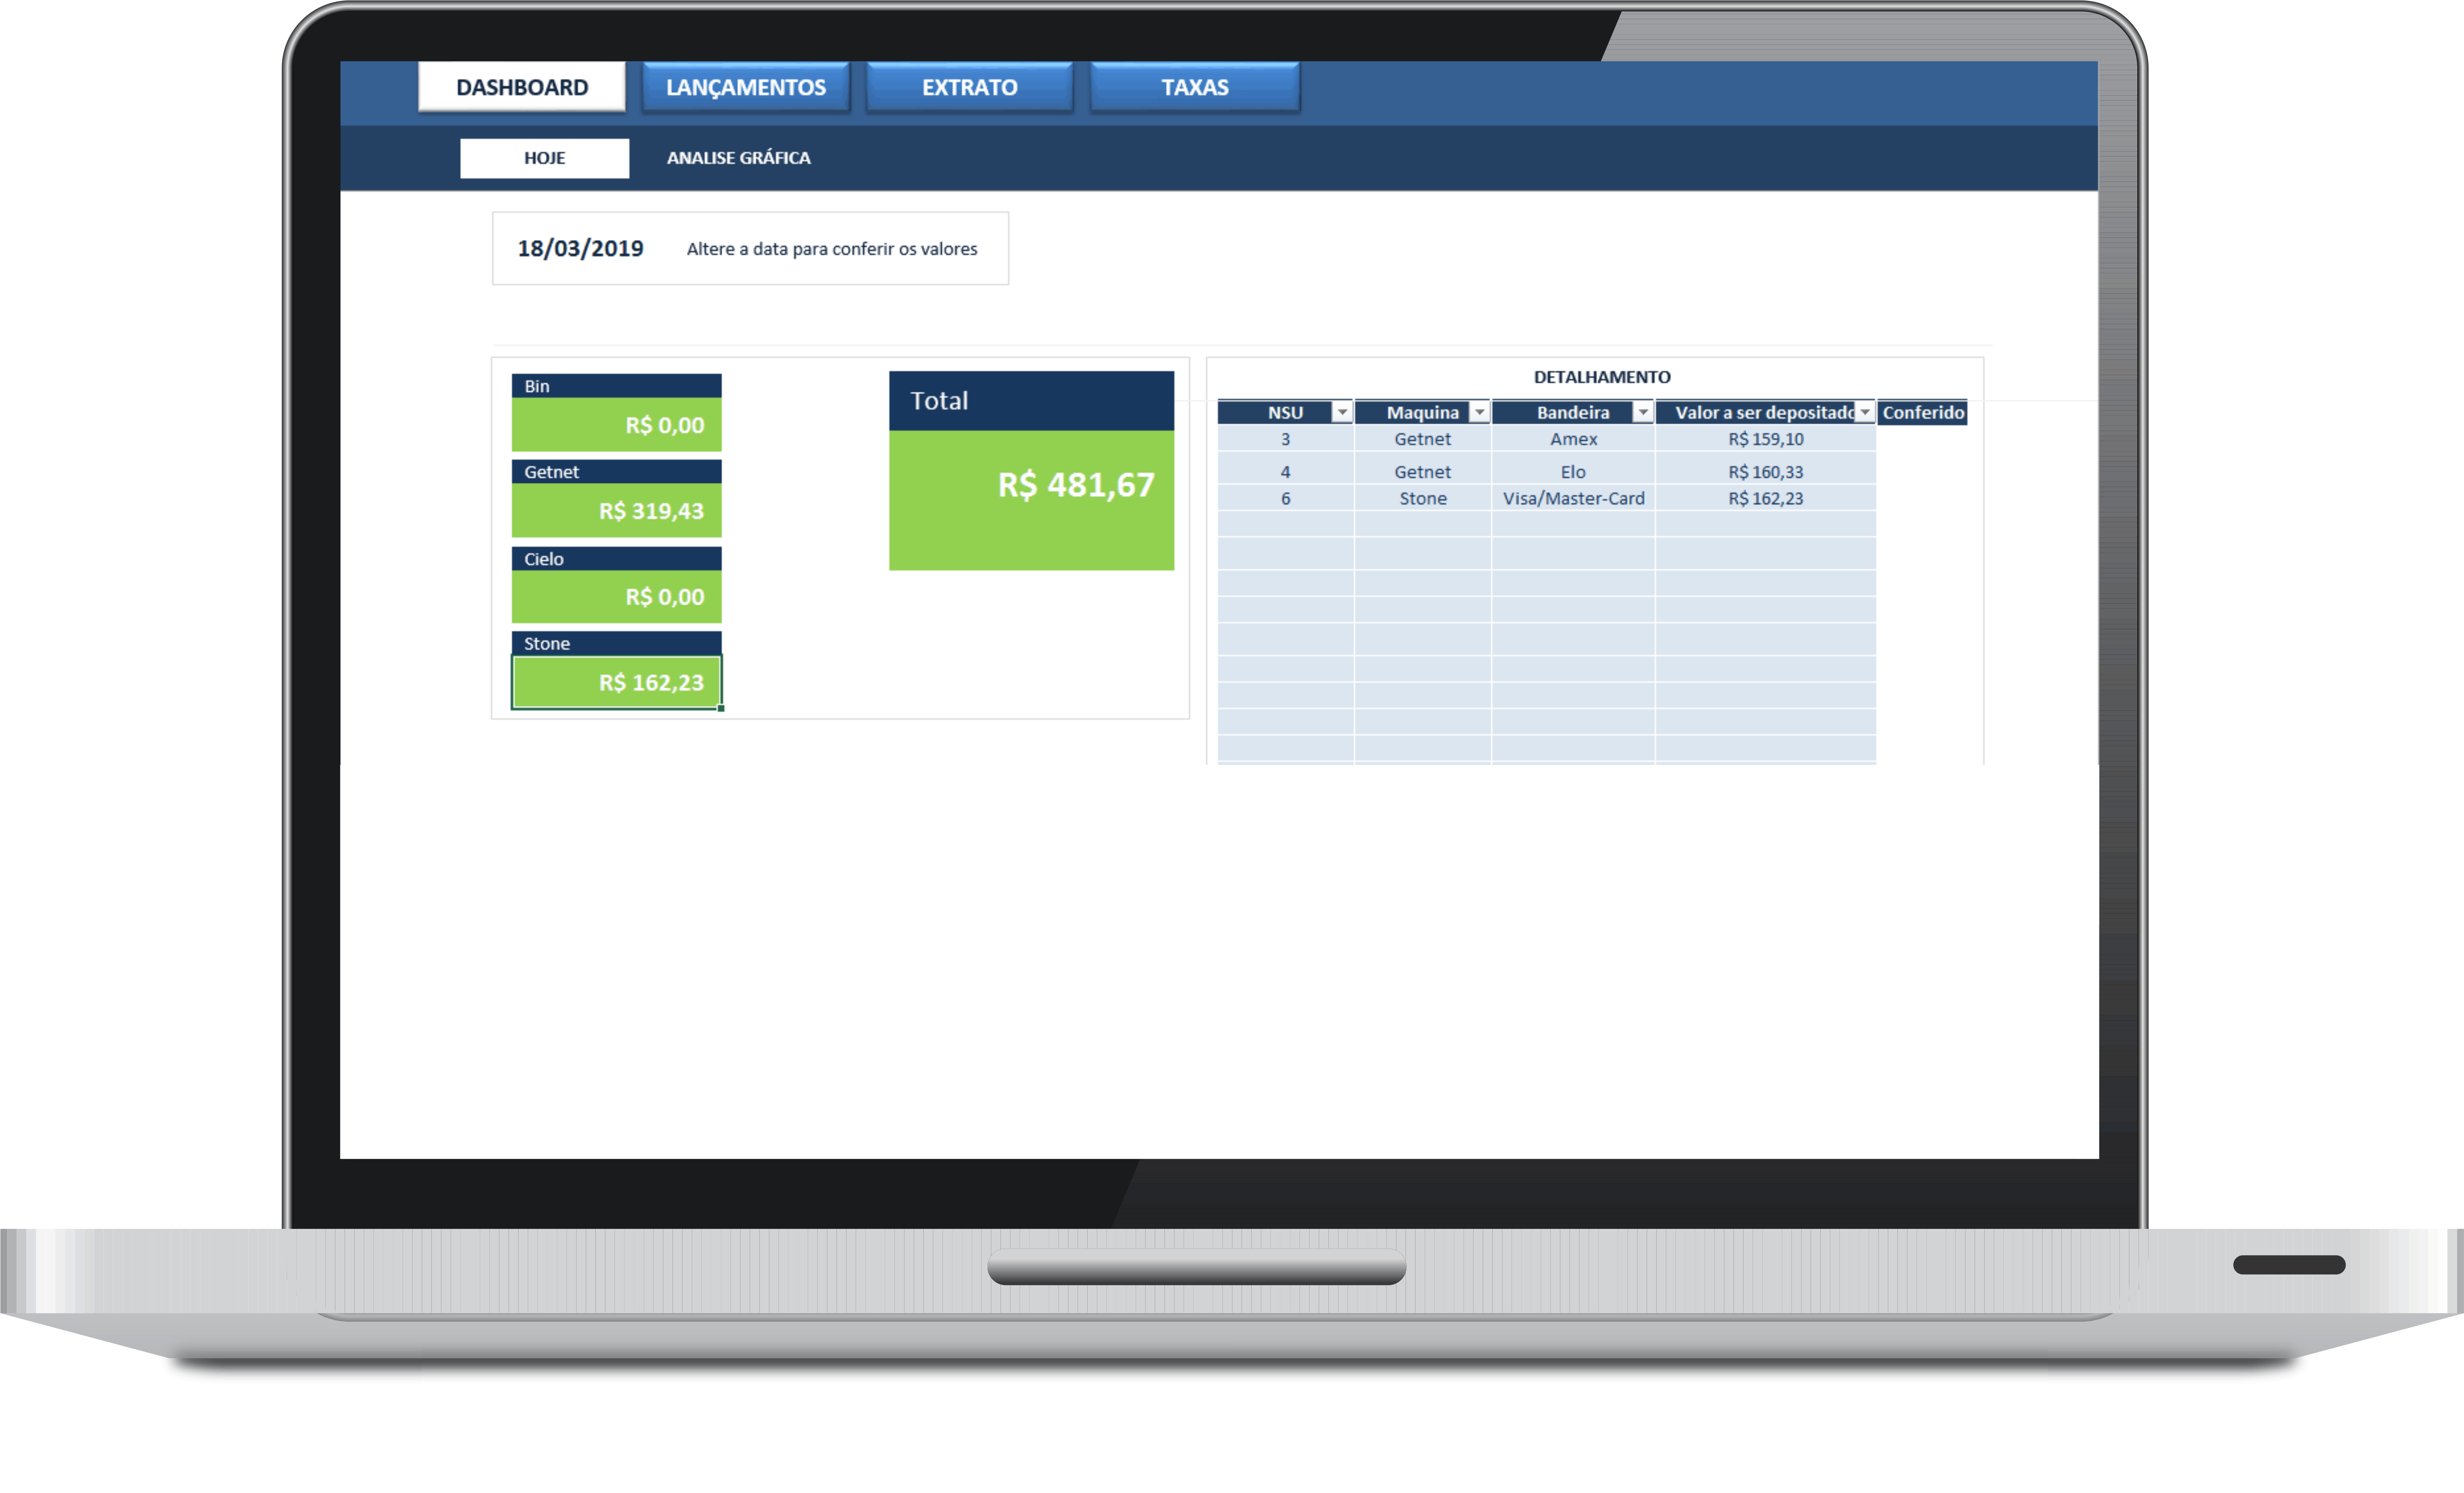 DASHBOARD LANÇAMENTOS EXTRATO TAXAS
HOJE ANALISE GRÁFICA
18/03/2019 Altere a data para conferir os valores
Bin
R$ 0,00
Getnet
R$ 319,43
Cielo
R$ 0,00
Stone
R$ 162,23
Total
R$ 481,67
DETALHAMENTO
NSU Maquina Bandeira Valor a ser depositado Conferido
3 Getnet Amex R$ 159,10
4 Getnet Elo R$ 160,33
6 Stone Visa/Master-Card R$ 162,23